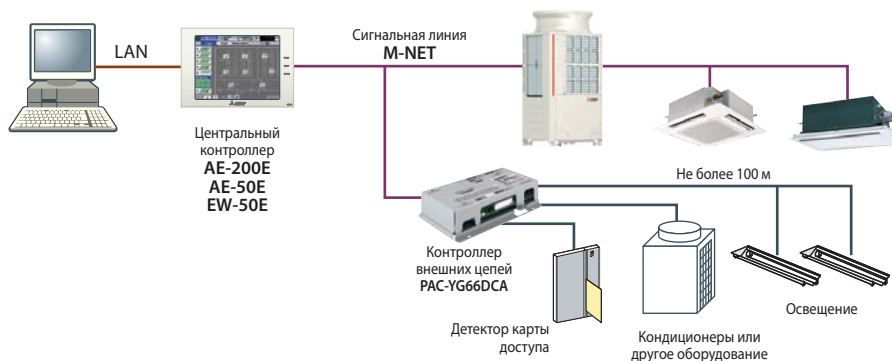 LAN
Сигнальная линия
M-NET
Центральный
контроллер
AE-200E
AE-50E
EW-50E
Не более 100 м
Контроллер
внешних цепей
PAC-YG66DCA
Освещение
Детектор карты
доступа
Кондиционеры или
другое оборудование